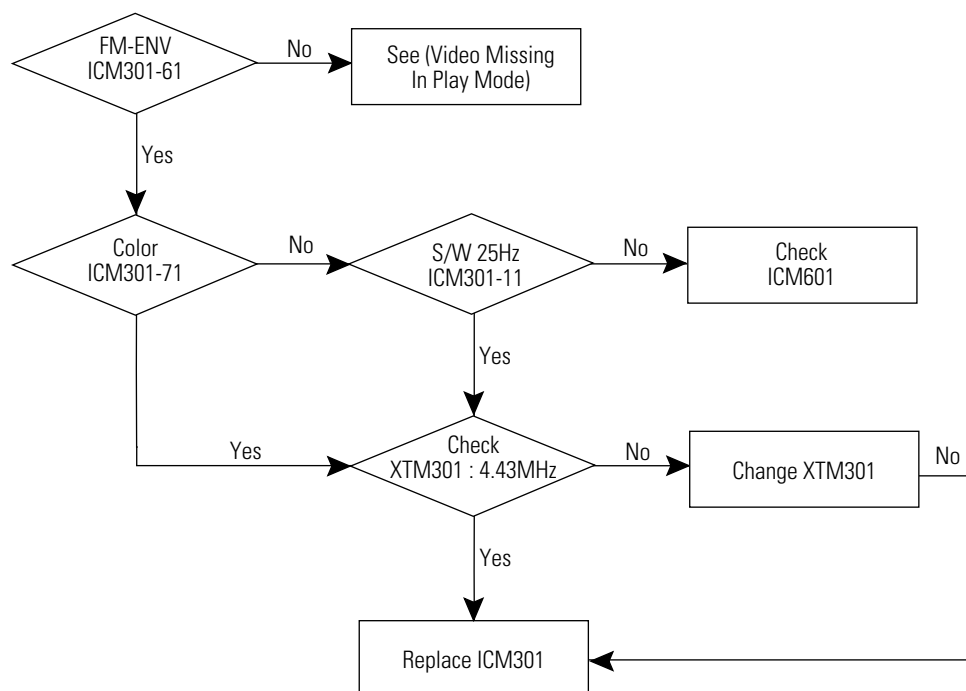 FM-ENV
ICM301-61
No
See (Video Missing
In Play Mode)
Yes
Color
ICM301-71
No
S/W 25Hz
ICM301-11
No
Check
ICM601
Yes
Yes
Check
XTM301 : 4.43MHz
No
Change XTM301
No
Yes
Replace ICM301